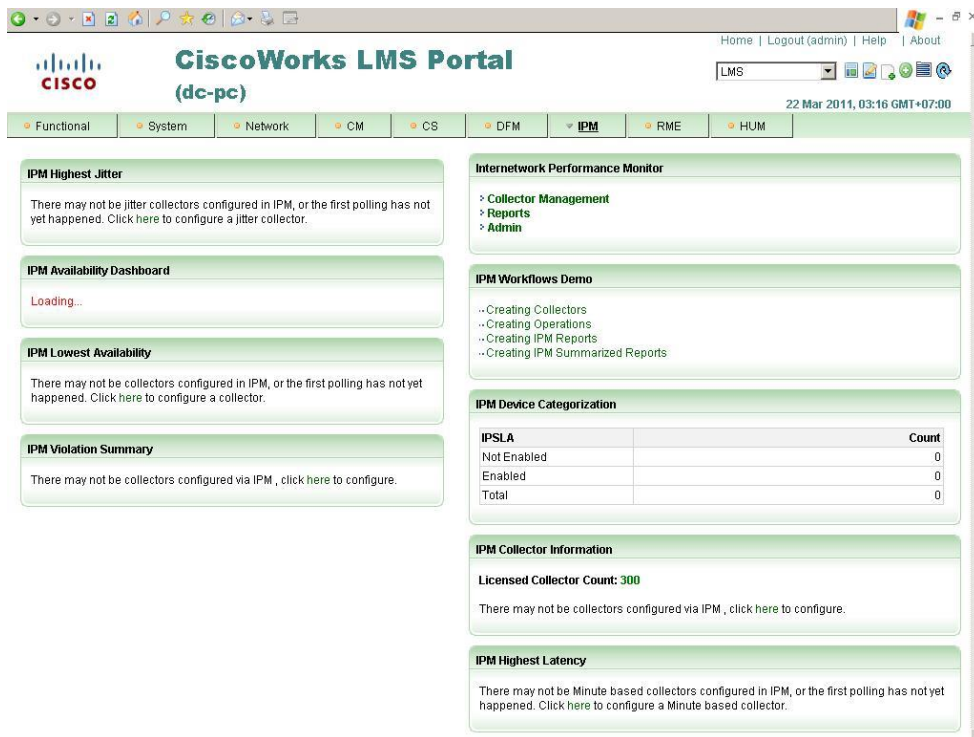 Home | Logout (admin) | Help | About
CISCO
CiscoWorks LMS Portal
(dc-pc)
LMS
22 Mar 2011, 03:16 GMT+07:00
Functional System Network CM CS DFM IPM RME HUM
IPM Highest Jitter
There may not be jitter collectors configured in IPM, or the first polling has not
yet happened. Click here to configure a jitter collector.
IPM Availability Dashboard
Loading...
IPM Lowest Availability
There may not be collectors configured in IPM, or the first polling has not yet
happened. Click here to configure a collector.
IPM Violation Summary
There may not be collectors configured via IPM , click here to configure.
Internetwork Performance Monitor
Collector Management
Reports
Admin
IPM Workflows Demo
Creating Collectors
Creating Operations
Creating IPM Reports
Creating IPM Summarized Reports
IPM Device Categorization
IPSLA Count
Not Enabled 0
Enabled 0
Total 0
IPM Collector Information
Licensed Collector Count: 300
There may not be collectors configured via IPM , click here to configure.
IPM Highest Latency
There may not be Minute based collectors configured in IPM, or the first polling has not yet
happened. Click here to configure a Minute based collector.